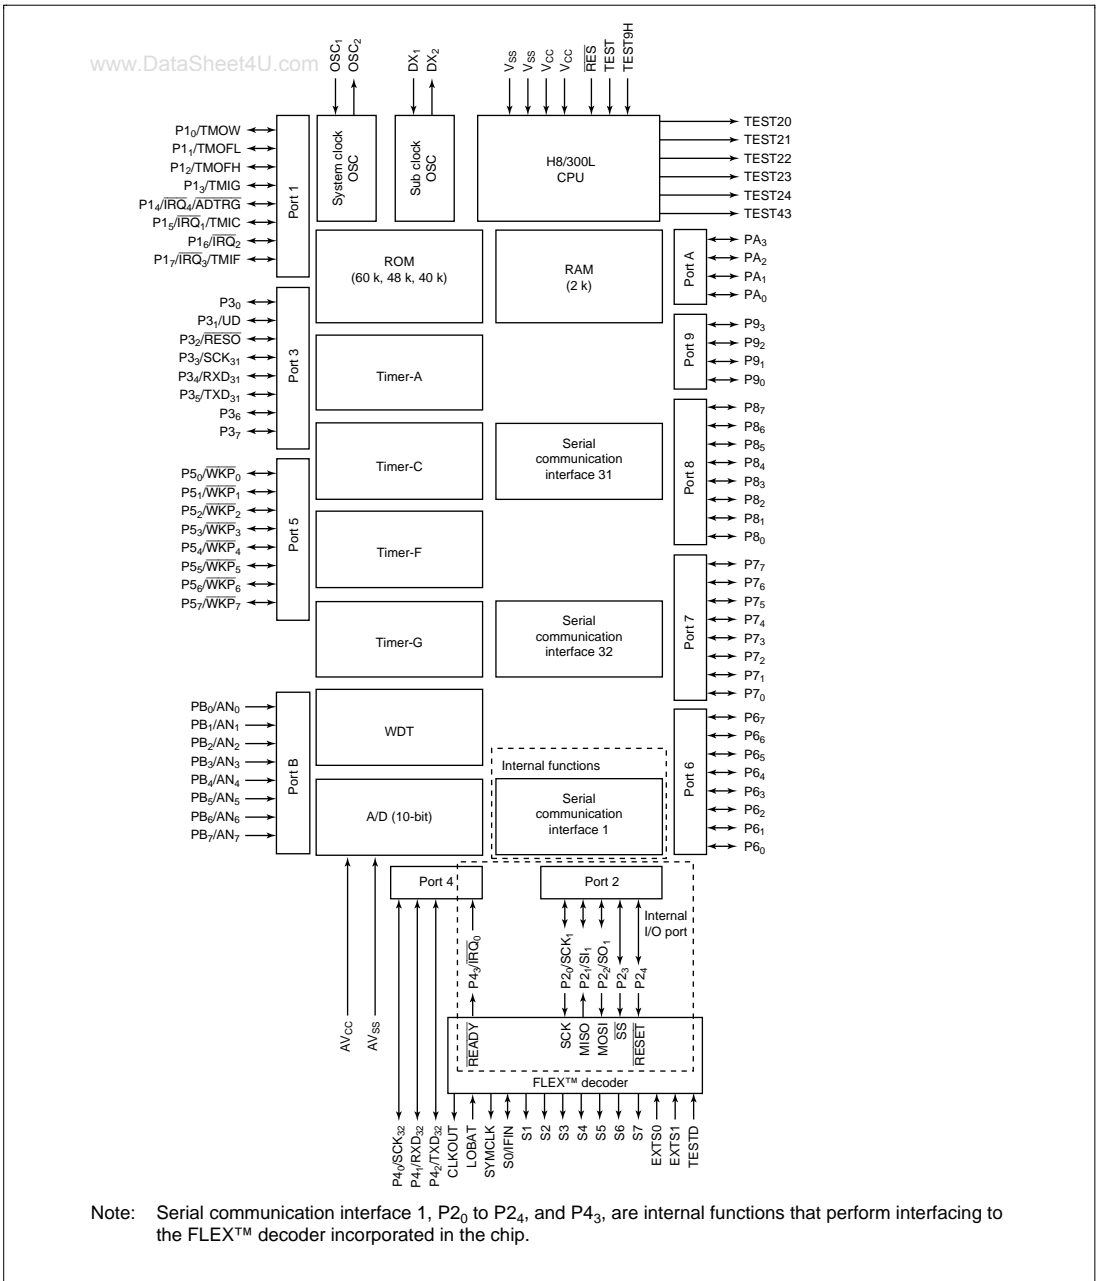 www.DataSheet4U.com
OSC1
OSC2
DX1
DX2
VSS
VSS
VCC
VCC
RES
TEST
TEST9H
P10/TMOW
P11/TMOFL
P12/TMOFH
P13/TMIG
P14/IRQ4/ADTRG
P15/IRQ1/TMIC
P16/IRQ2
P17/IRQ3/TMIF
Port 1
System clock
OSC
Sub clock
OSC
H8/300L
CPU
TEST20
TEST21
TEST22
TEST23
TEST24
TEST43
ROM
(60 k, 48 k, 40 k)
RAM
(2 k)
Port A
PA3
PA2
PA1
PA0
P30
P31/UD
P32/RESO
P33/SCK31
P34/RXD31
P35/TXD31
P36
P37
Port 3
Timer-A
Port 9
P93
P92
P91
P90
Timer-C
Serial
communication
interface 31
Port 8
P87
P86
P85
P84
P83
P82
P81
P80
P50/WKP0
P51/WKP1
P52/WKP2
P53/WKP3
P54/WKP4
P55/WKP5
P56/WKP6
P57/WKP7
Port 5
Timer-F
Timer-G
Serial
communication
interface 32
Port 7
P77
P76
P75
P74
P73
P72
P71
P70
PB0/AN0
PB1/AN1
PB2/AN2
PB3/AN3
PB4/AN4
PB5/AN5
PB6/AN6
PB7/AN7
Port B
WDT
A/D (10-bit)
Internal functions
Serial
communication
interface 1
Port 6
P67
P66
P65
P64
P63
P62
P61
P60
Port 4
Port 2
Internal
I/O port
P43/IRQ0
P20/SCK1
P21/SI1
P22/SO1
P23
P24
AVCC
AVSS
READY
SCK
MISO
MOSI
SS
RESET
FLEX™ decoder
P40/SCK32
P41/RXD32
P42/TXD32
CLKOUT
LOBAT
SYMCLK
S0/IFIN
S1
S2
S3
S4
S5
S6
S7
EXTS0
EXTS1
TESTD
Note: Serial communication interface 1, P20 to P24, and P43, are internal functions that perform interfacing to
the FLEX™ decoder incorporated in the chip.